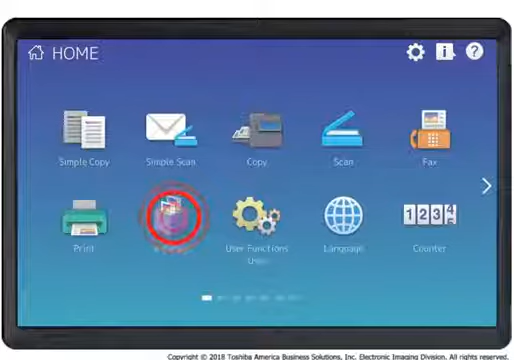 HOME
Simple Copy
Simple Scan
Copy
Scan
Fax
Print
User Functions
User
Language
Counter
1234
Copyright © 2018 Toshiba America Business Solutions, Inc. Electronic Imaging Division. All rights reserved.